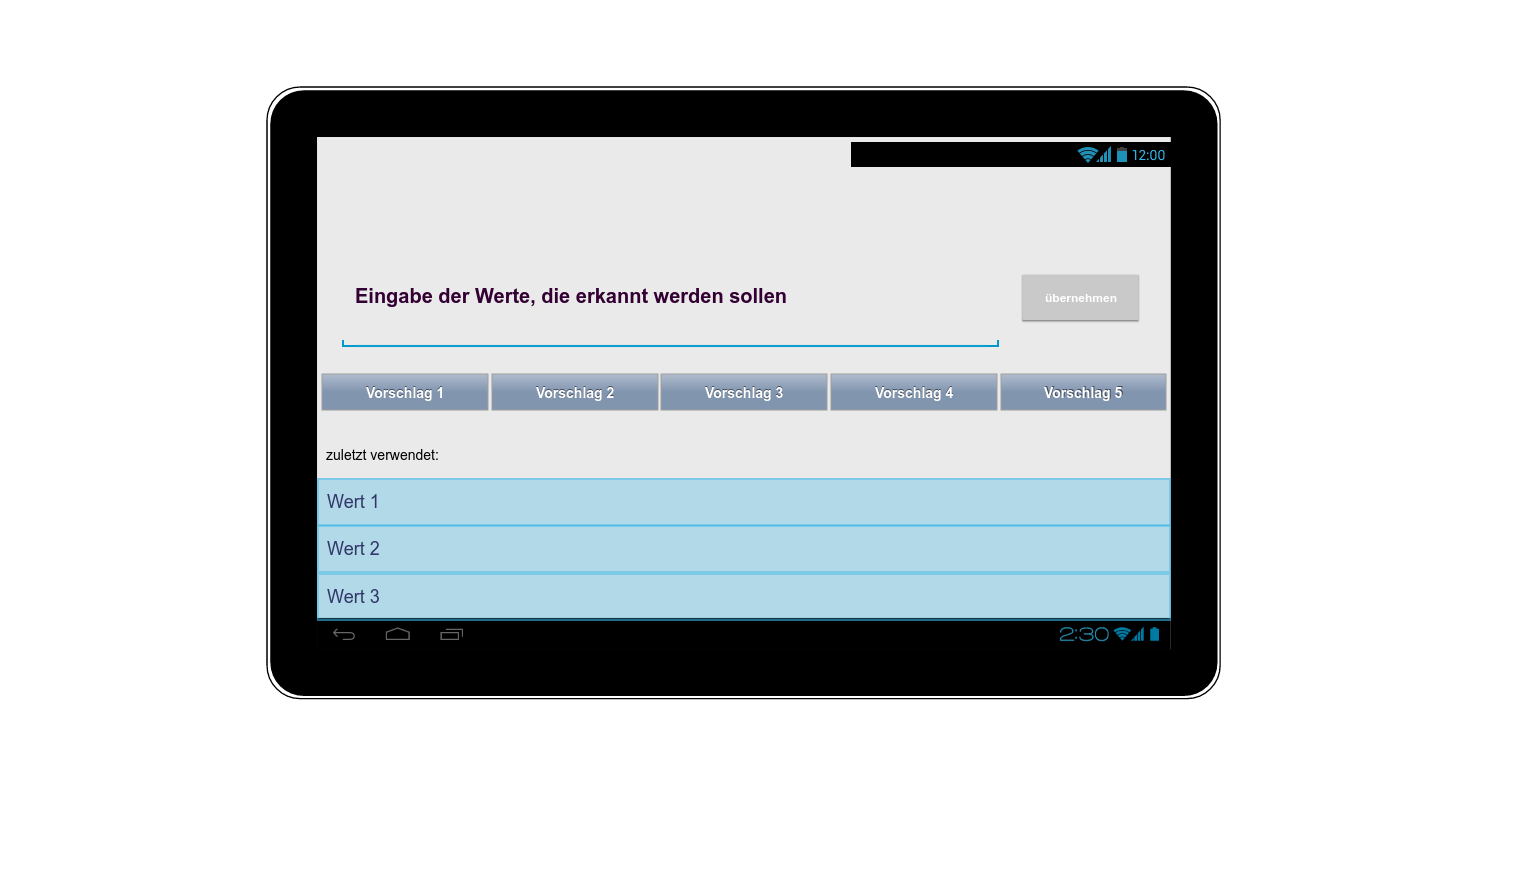 12:00
Eingabe der Werte, die erkannt werden sollen
übernehmen
Vorschlag 1 Vorschlag 2 Vorschlag 3 Vorschlag 4 Vorschlag 5
zuletzt verwendet:
Wert 1
Wert 2
Wert 3
2:30